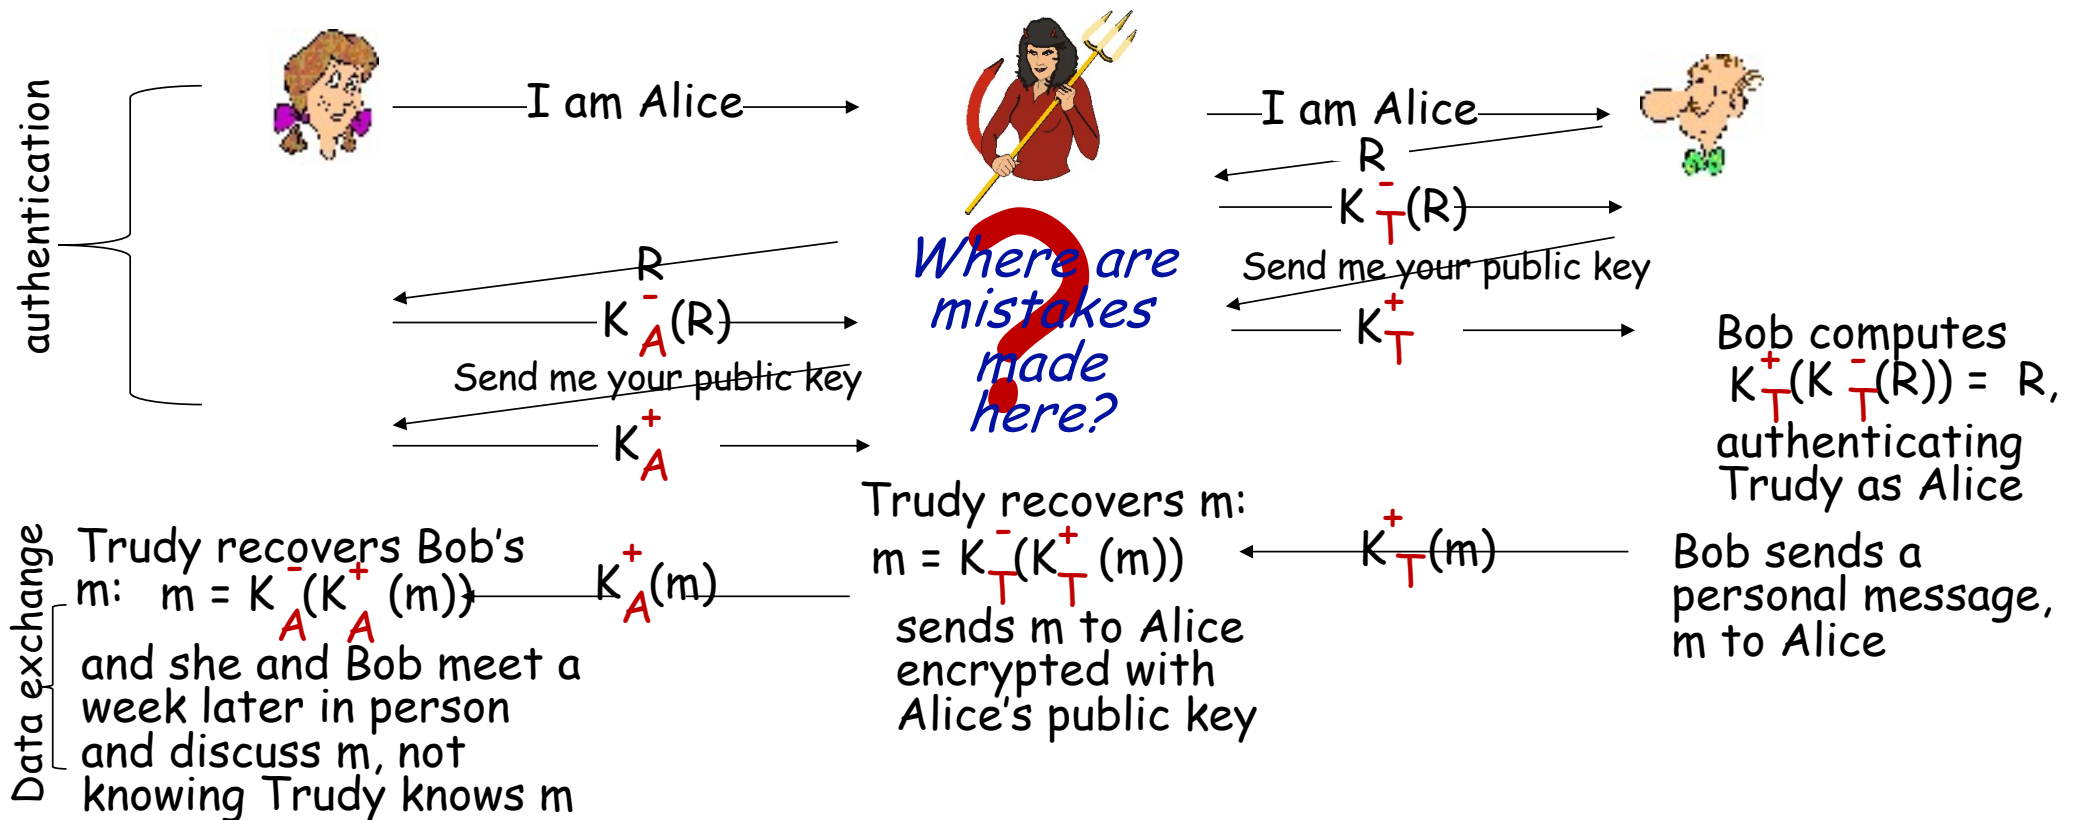 authentication
I am Alice
I am Alice
R
K⁻T(R)
Send me your public key
K⁺T
R
K⁻A(R)
Send me your public key
K⁺A
Where are
mistakes
made
here?
Bob computes
K⁺T(K⁻T(R)) = R,
authenticating
Trudy as Alice
Bob sends a
personal message,
m to Alice
K⁺T(m)
Trudy recovers m:
m = K⁻T(K⁺T (m))
sends m to Alice
encrypted with
Alice's public key
K⁺A(m)
Data exchange
Trudy recovers Bob's
m: m = K⁻A(K⁺A (m))
and she and Bob meet a
week later in person
and discuss m, not
knowing Trudy knows m